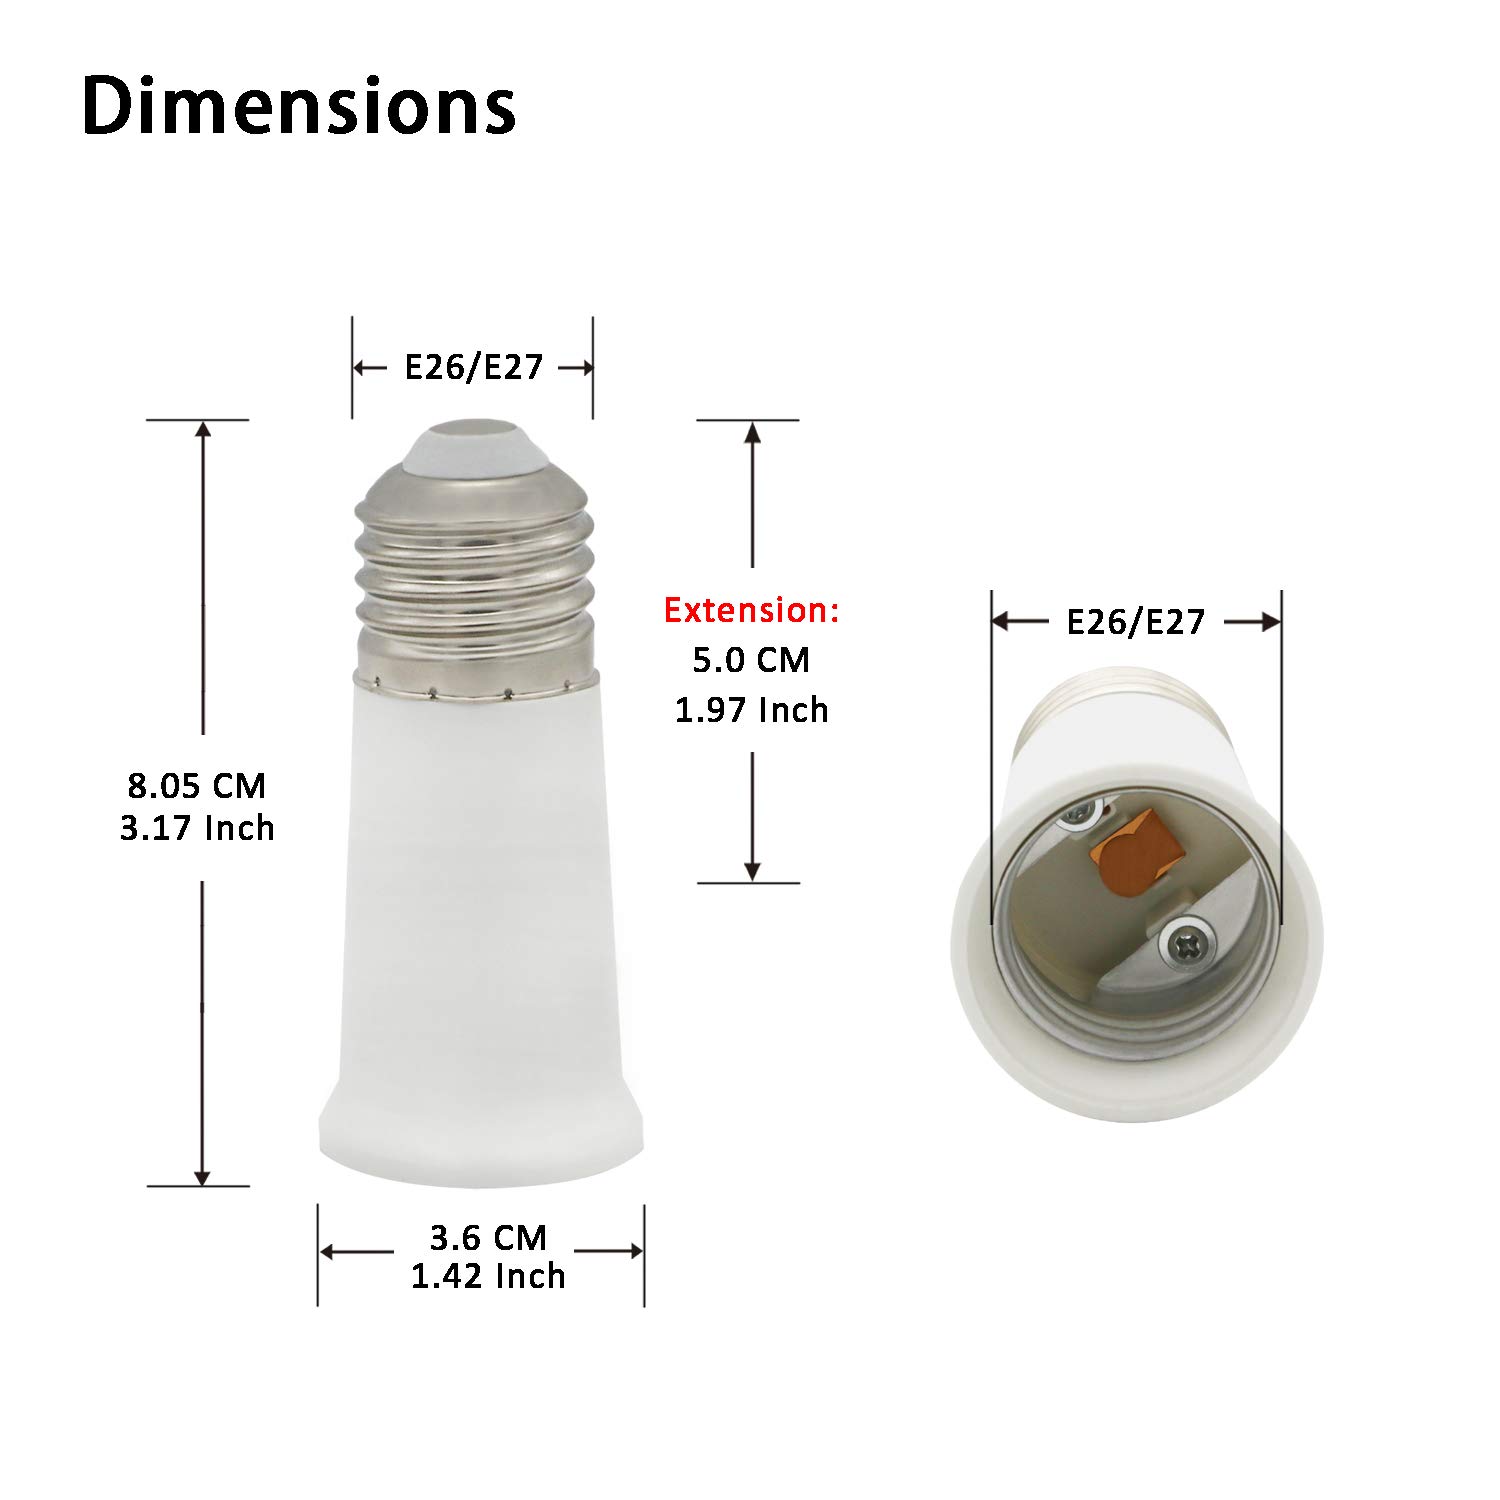 Dimensions
E26/E27
8.05 CM
3.17 Inch
Extension:
5.0 CM
1.97 Inch
E26/E27
3.6 CM
1.42 Inch